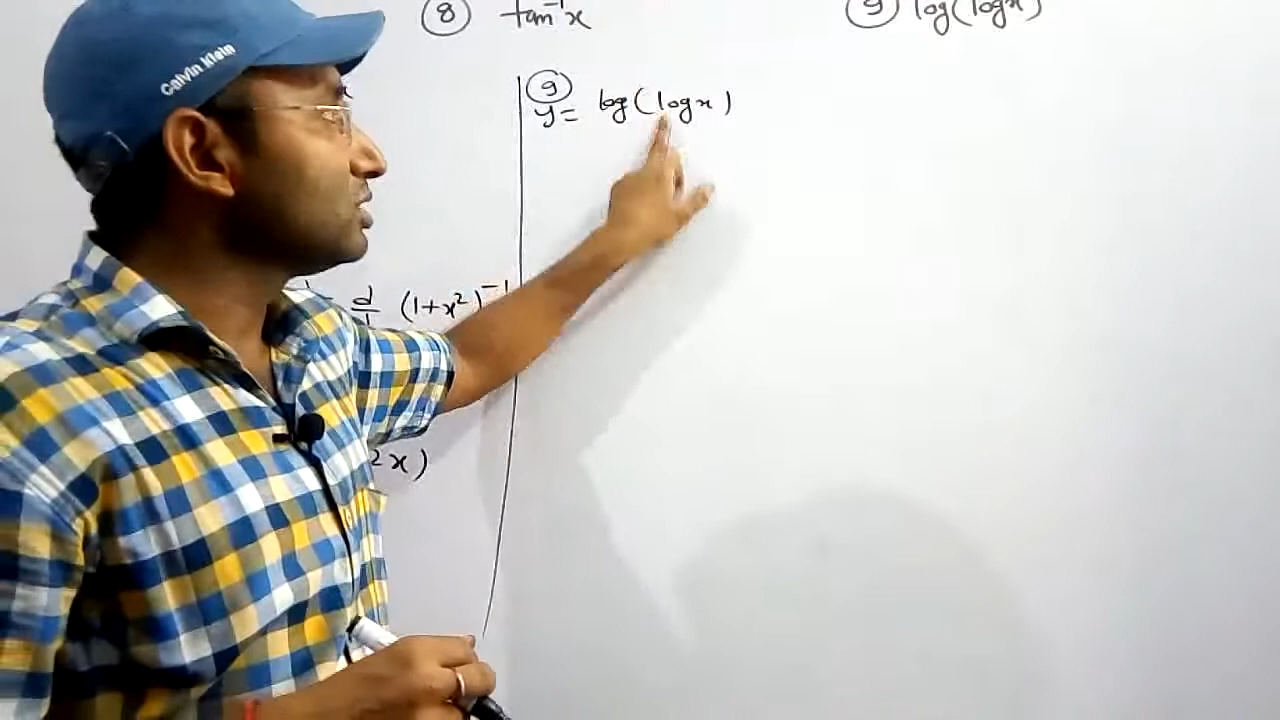 ⑧ tan⁻¹x
⑨ log(logx)
Calvin Klein
⑨
y = log(logx)
d (1+x²)⁻¹
2x)